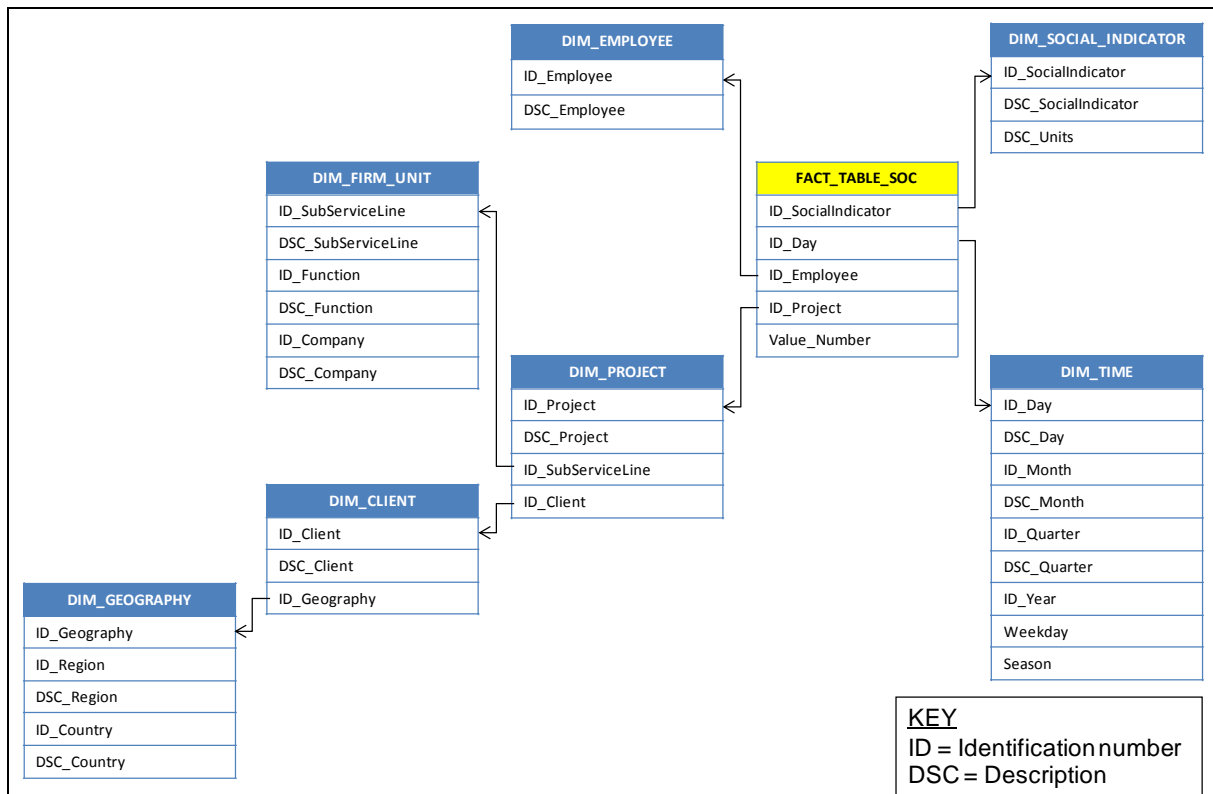 DIM_EMPLOYEE
ID_Employee
DSC_Employee
DIM_SOCIAL_INDICATOR
ID_SocialIndicator
DSC_SocialIndicator
DSC_Units
DIM_FIRM_UNIT
ID_SubServiceLine
DSC_SubServiceLine
ID_Function
DSC_Function
ID_Company
DSC_Company
FACT_TABLE_SOC
ID_SocialIndicator
ID_Day
ID_Employee
ID_Project
Value_Number
DIM_PROJECT
ID_Project
DSC_Project
ID_SubServiceLine
ID_Client
DIM_TIME
ID_Day
DSC_Day
ID_Month
DSC_Month
ID_Quarter
DSC_Quarter
ID_Year
Weekday
Season
DIM_CLIENT
ID_Client
DSC_Client
ID_Geography
DIM_GEOGRAPHY
ID_Geography
ID_Region
DSC_Region
ID_Country
DSC_Country
KEY
ID = Identification number
DSC = Description